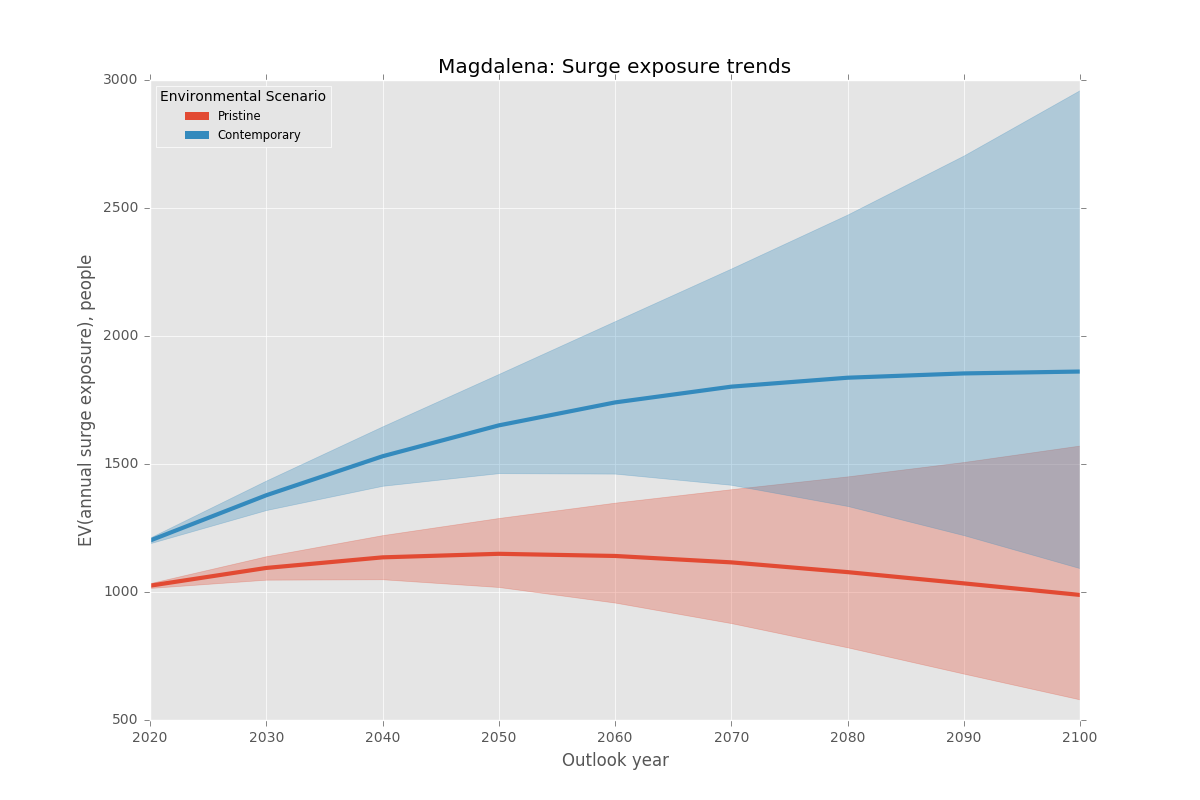 Magdalena: Surge exposure trends
3000
Environmental Scenario
Pristine
Contemporary
2500
2000
1500
1000
500
EV(annual surge exposure), people
2020 2030 2040 2050 2060 2070 2080 2090 2100
Outlook year